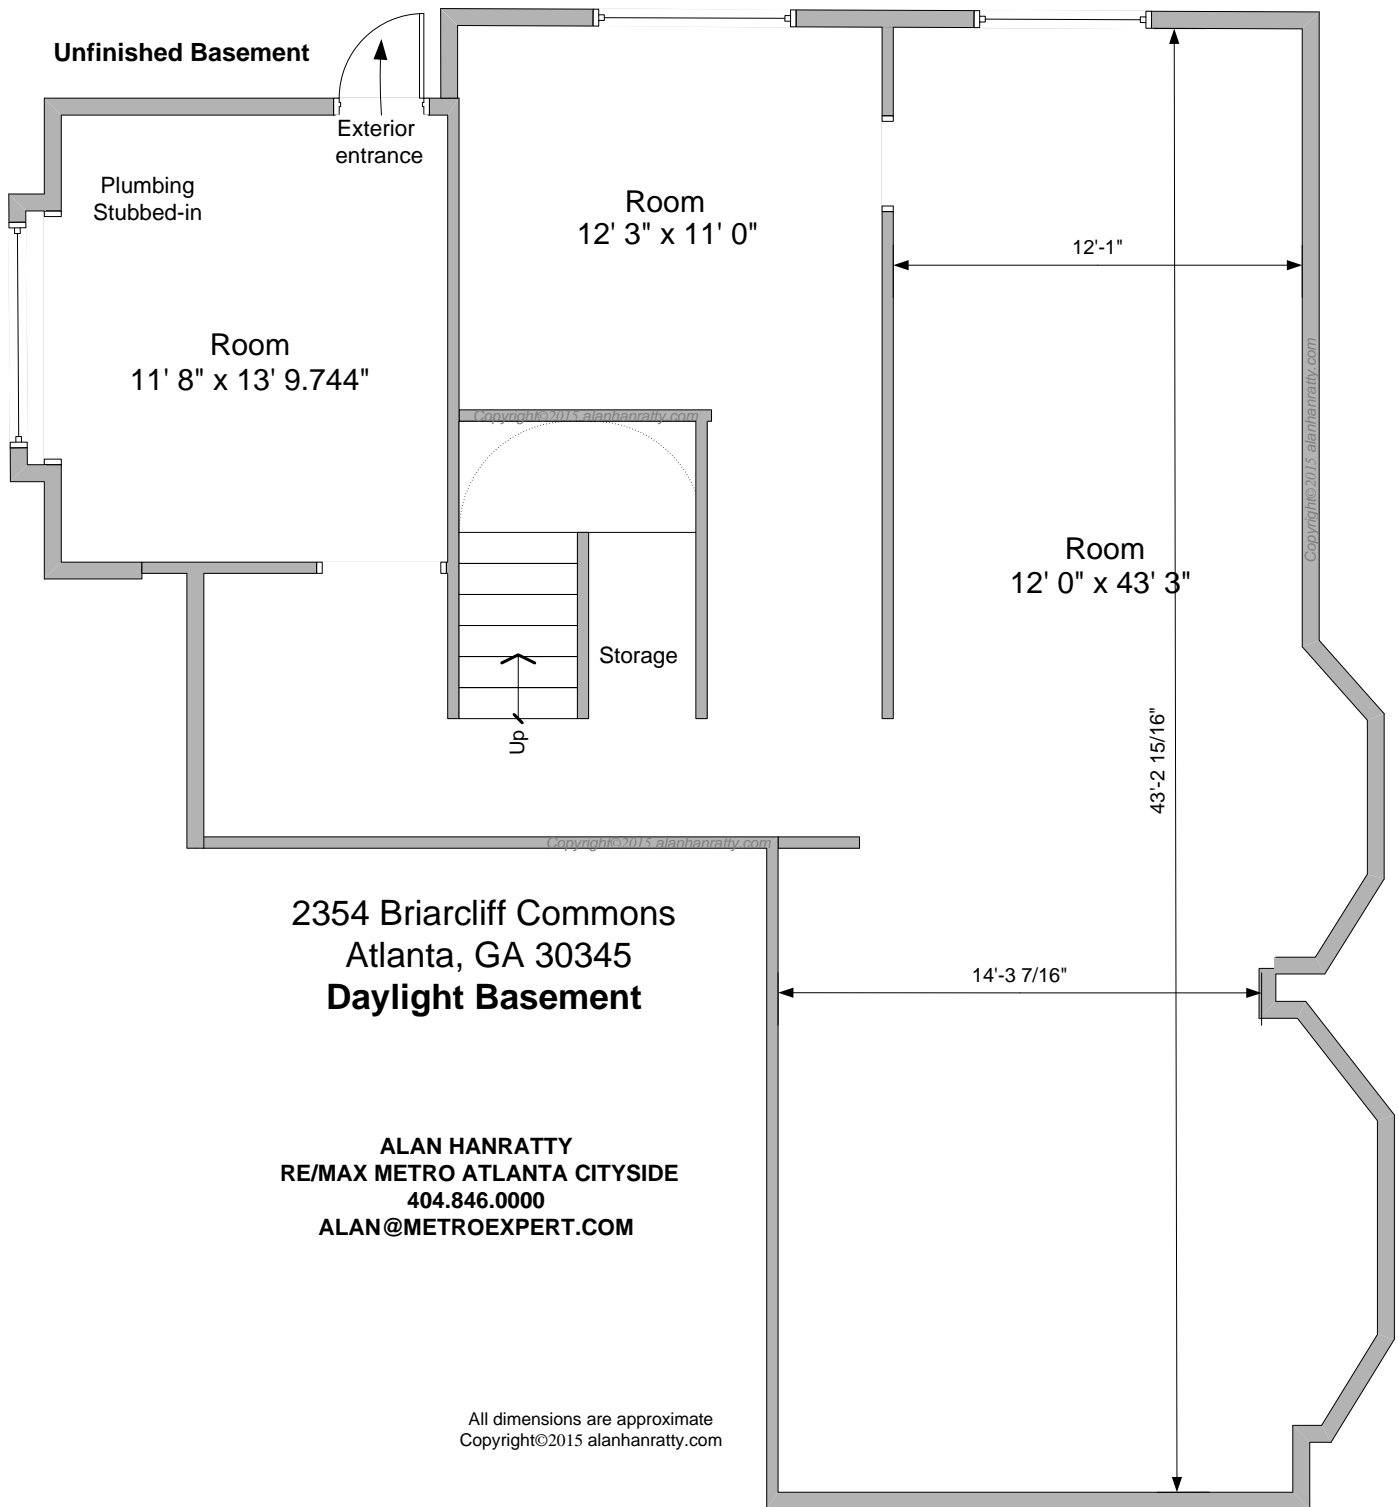 Unfinished Basement
Exterior
entrance
Plumbing
Stubbed-in
Room
12' 3" x 11' 0"
12'-1"
Room
11' 8" x 13' 9.744"
Copyright©2015 alanhanratty.com
Copyright©2015 alanhanratty.com
Room
12' 0" x 43' 3"
Storage
Up
43'-2 15/16"
Copyright©2015 alanhanratty.com
2354 Briarcliff Commons
Atlanta, GA 30345
Daylight Basement
14'-3 7/16"
ALAN HANRATTY
RE/MAX METRO ATLANTA CITYSIDE
404.846.0000
ALAN@METROEXPERT.COM
All dimensions are approximate
Copyright©2015 alanhanratty.com